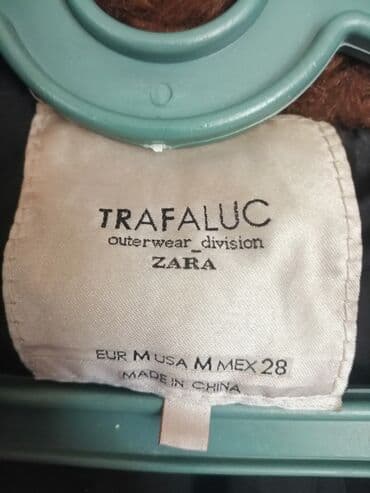 TRAFALUC
outerwear_division
ZARA
EUR M USA M MEX 28
MADE IN CHINA